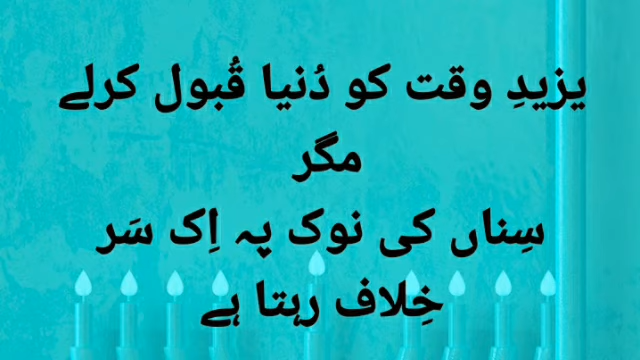 یزیدِ وقت کو دُنیا قُبول کرلے
مگر
سِناں کی نوک پہ اِک سَر
خِلاف رہتا ہے